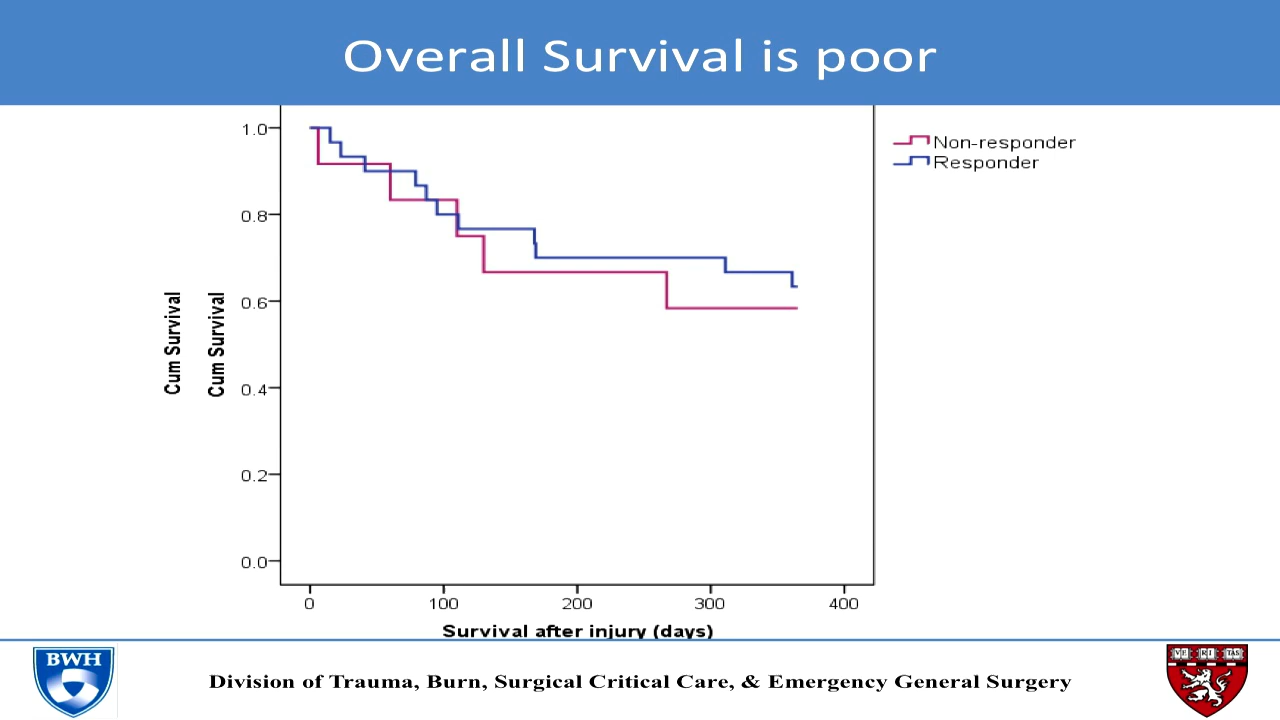 Overall Survival is poor
1.0
0.8
0.6
0.4
0.2
0.0
Cum Survival
Cum Survival
0 100 200 300 400
Survival after injury (days)
Non-responder
Responder
BWH
Division of Trauma, Burn, Surgical Critical Care, & Emergency General Surgery
VE RI TAS